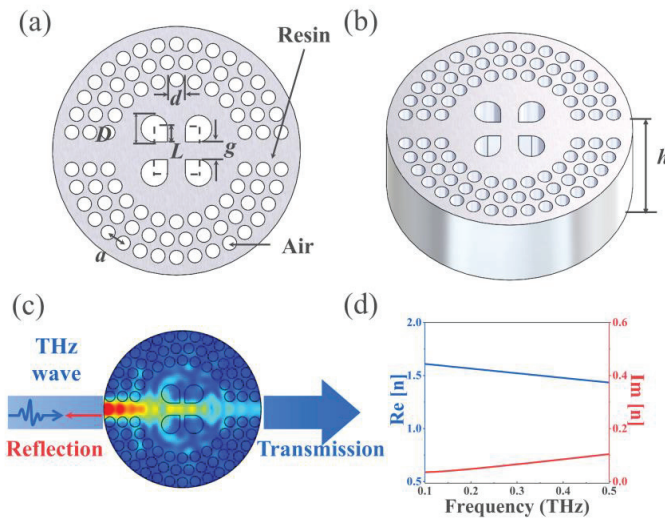 (a)
Resin
d
D
L
g
a
Air
(b)
h
(c)
THz
wave
Reflection
Transmission
(d)
2.0
1.5
1.0
0.5
Re [n]
0.6
0.4
0.2
0.0
Im [n]
0.1 0.2 0.3 0.4 0.5
Frequency (THz)